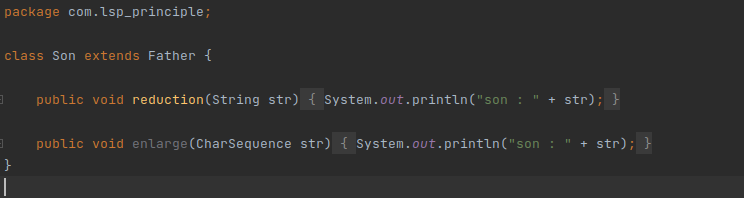 package com.lsp_principle;
class Son extends Father {
public void reduction(String str) { System.out.println("son : " + str); }
public void enlarge(CharSequence str) { System.out.println("son : " + str); }
}